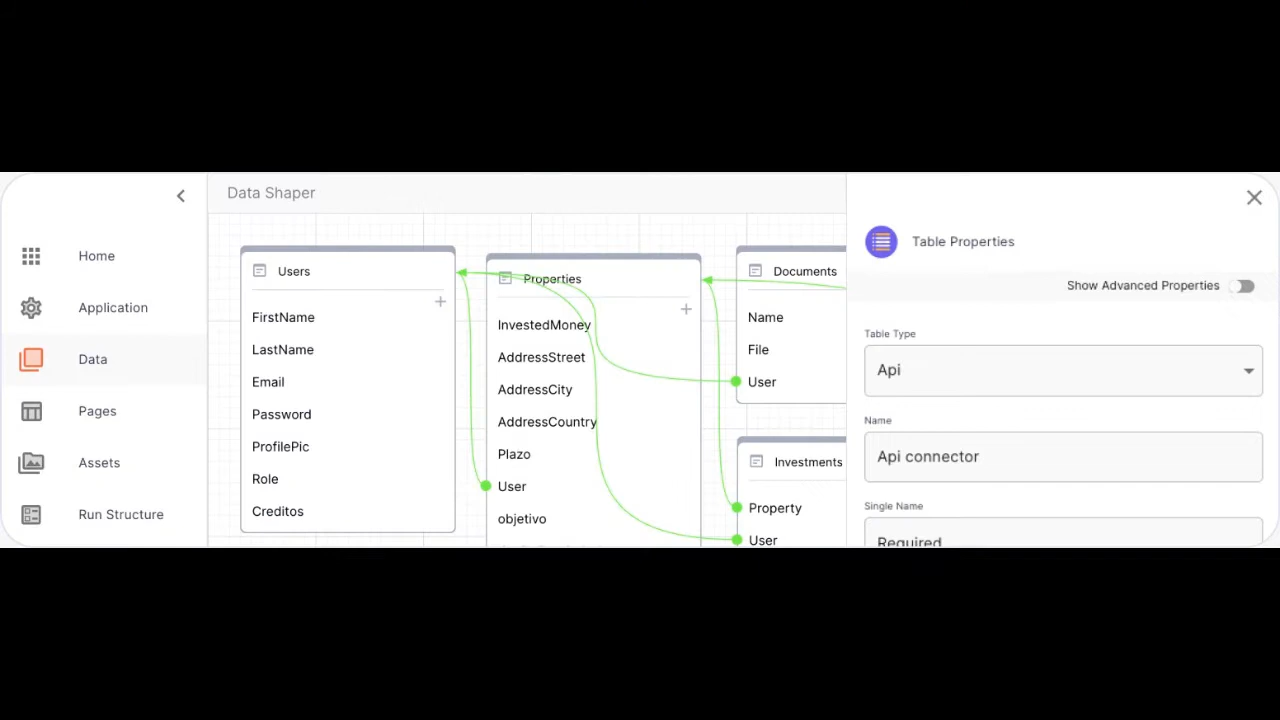 Home
Application
Data
Pages
Assets
Run Structure
Data Shaper
Users
FirstName
LastName
Email
Password
ProfilePic
Role
Creditos
Properties
InvestedMoney
AddressStreet
AddressCity
AddressCountry
Plazo
User
objetivo
Documents
Name
File
User
Investments
Property
User
Table Properties
Show Advanced Properties
Table Type
Api
Name
Api connector
Single Name
Required